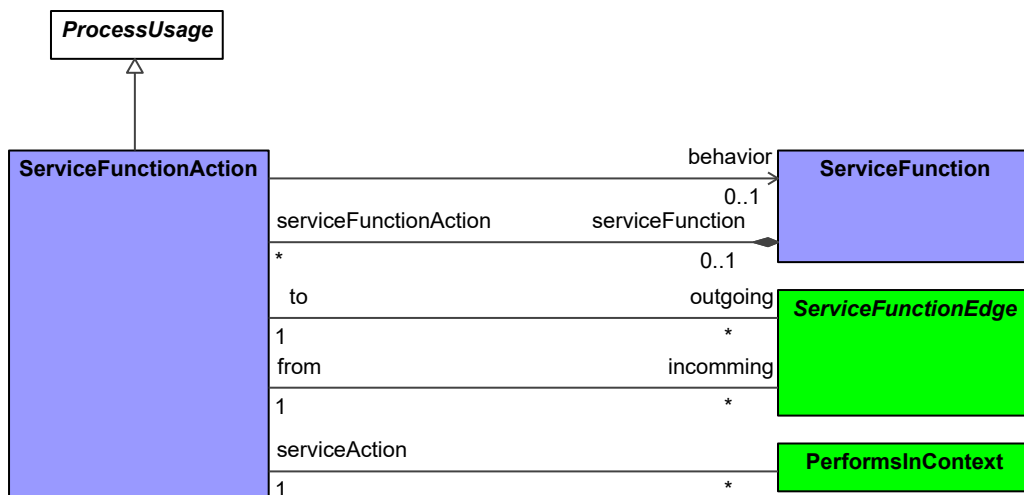 ProcessUsage
ServiceFunctionAction
behavior
ServiceFunction
0..1
serviceFunctionAction
serviceFunction
*
0..1
to
outgoing
ServiceFunctionEdge
1
*
from
incomming
1
*
serviceAction
PerformsInContext
1
*